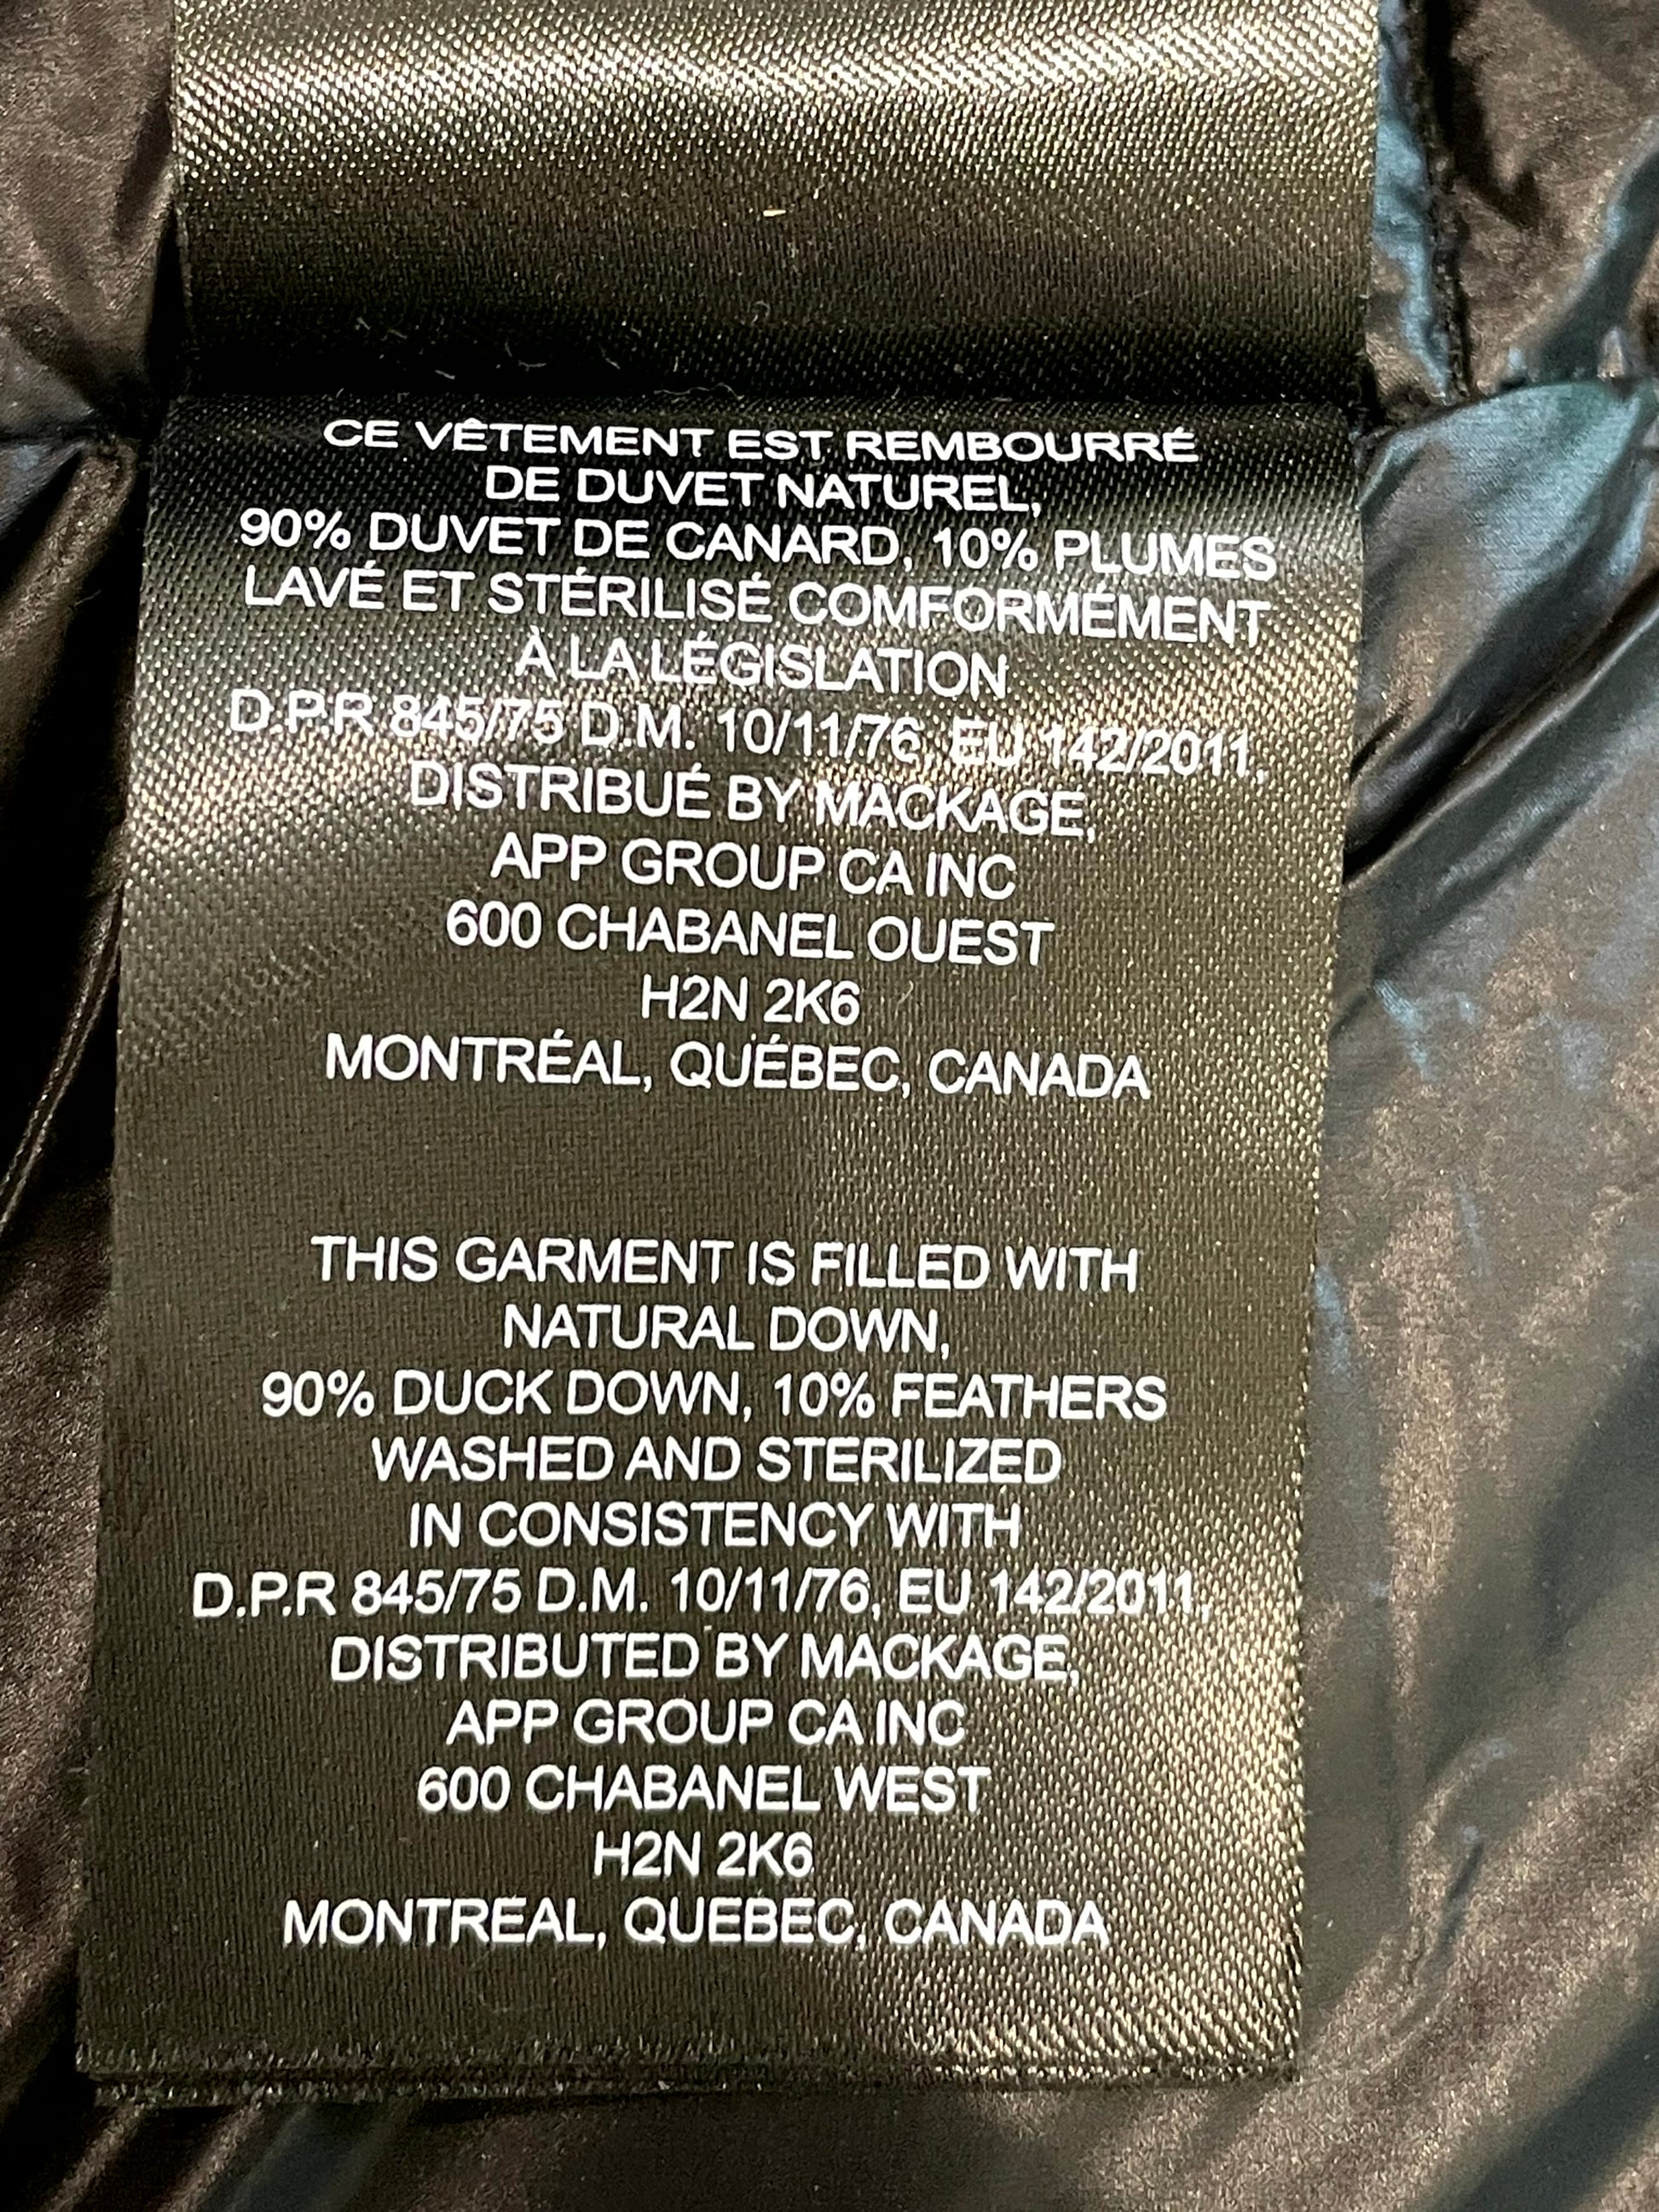 CE VÊTEMENT EST REMBOURRÉ
DE DUVET NATUREL,
90% DUVET DE CANARD, 10% PLUMES
LAVÉ ET STÉRILISÉ COMFORMÉMENT
À LA LÉGISLATION
D.P.R 845/75 D.M. 10/11/76, EU 142/2011,
DISTRIBUÉ BY MACKAGE,
APP GROUP CA INC
600 CHABANEL OUEST
H2N 2K6
MONTRÉAL, QUÉBEC, CANADA
THIS GARMENT IS FILLED WITH
NATURAL DOWN,
90% DUCK DOWN, 10% FEATHERS
WASHED AND STERILIZED
IN CONSISTENCY WITH
D.P.R 845/75 D.M. 10/11/76, EU 142/2011,
DISTRIBUTED BY MACKAGE,
APP GROUP CA INC
600 CHABANEL WEST
H2N 2K6
MONTREAL, QUEBEC, CANADA